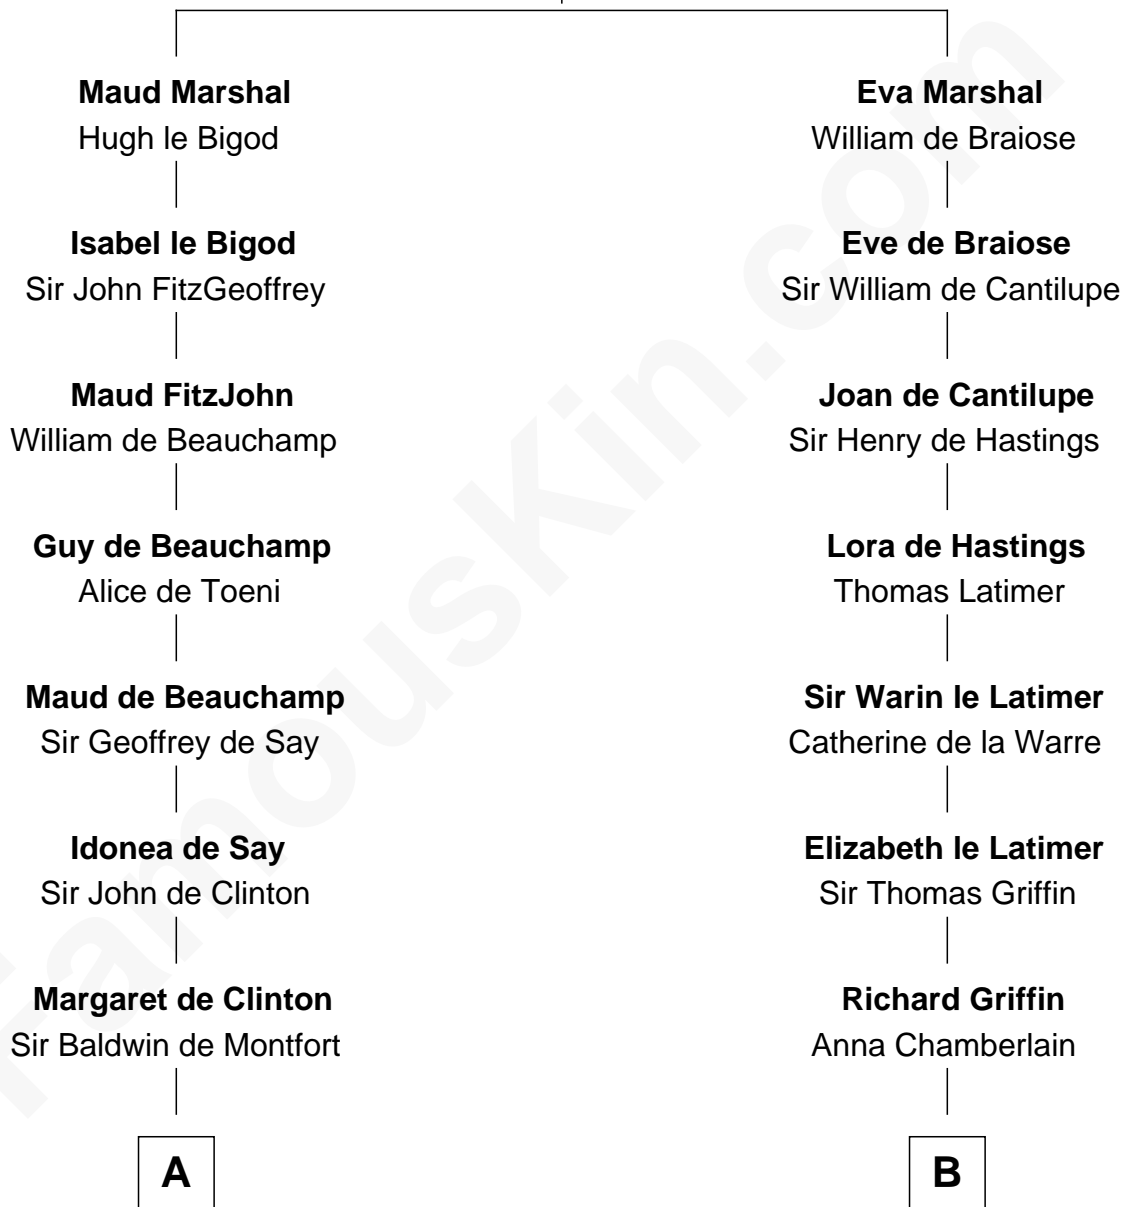 Maud Marshal
Hugh le Bigod
Isabel le Bigod
Sir John FitzGeoffrey
Maud FitzJohn
William de Beauchamp
Guy de Beauchamp
Alice de Toeni
Maud de Beauchamp
Sir Geoffrey de Say
Idonea de Say
Sir John de Clinton
Margaret de Clinton
Sir Baldwin de Montfort
A
Eva Marshal
William de Braiose
Eve de Braiose
Sir William de Cantilupe
Joan de Cantilupe
Sir Henry de Hastings
Lora de Hastings
Thomas Latimer
Sir Warin le Latimer
Catherine de la Warre
Elizabeth le Latimer
Sir Thomas Griffin
Richard Griffin
Anna Chamberlain
B
FamousKin.com